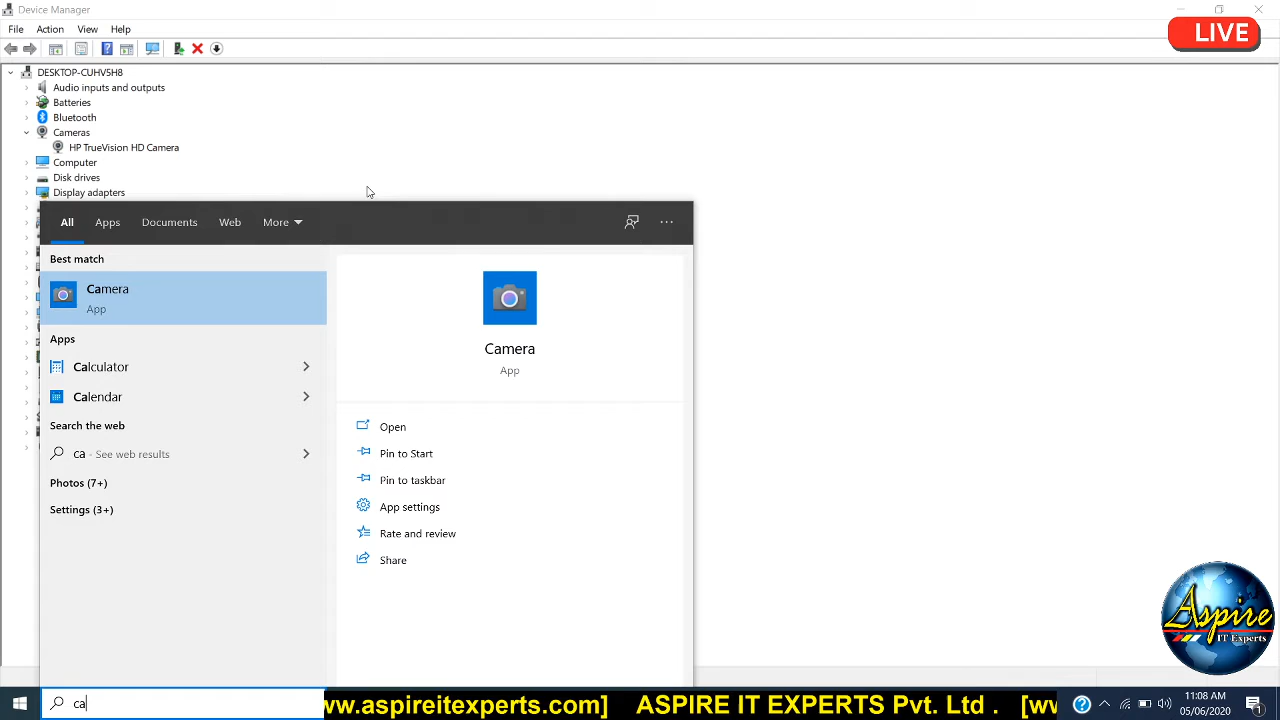 Device Manager
File Action View Help
LIVE
DESKTOP-CUHV5H8
Audio inputs and outputs
Batteries
Bluetooth
Cameras
HP TrueVision HD Camera
Computer
Disk drives
Display adapters
All Apps Documents Web More
Best match
Camera
App
Apps
Calculator
Calendar
Search the web
ca - See web results
Photos (7+)
Settings (3+)
Camera
App
Open
Pin to Start
Pin to taskbar
App settings
Rate and review
Share
Aspire
IT EXPERTS
ca
ww.aspireitexperts.com] ASPIRE IT EXPERTS Pvt. Ltd . [ww
11:08 AM
05/06/2020
1